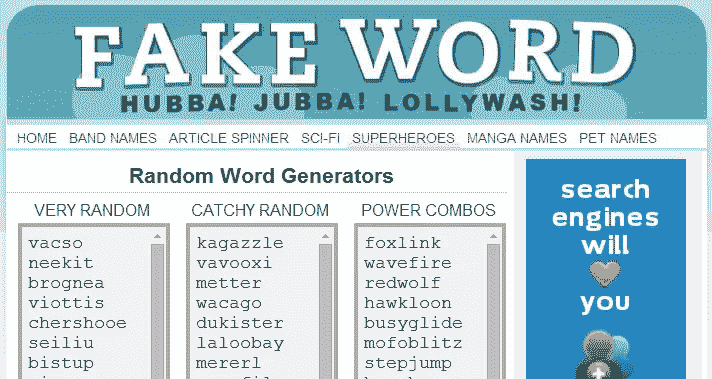 FAKE WORD
HUBBA! JUBBA! LOLLYWASH!
HOME BAND NAMES ARTICLE SPINNER SCI-FI SUPERHEROES MANGA NAMES PET NAMES
Random Word Generators
VERY RANDOM
vacso
neekit
brognea
viottis
chershooe
seiliu
bistup
CATCHY RANDOM
kagazzle
vavooxi
metter
wacago
dukister
laloobay
mererl
POWER COMBOS
foxlink
wavefire
redwolf
hawkloon
busyglide
mofoblitz
stepjump
search
engines
will
you